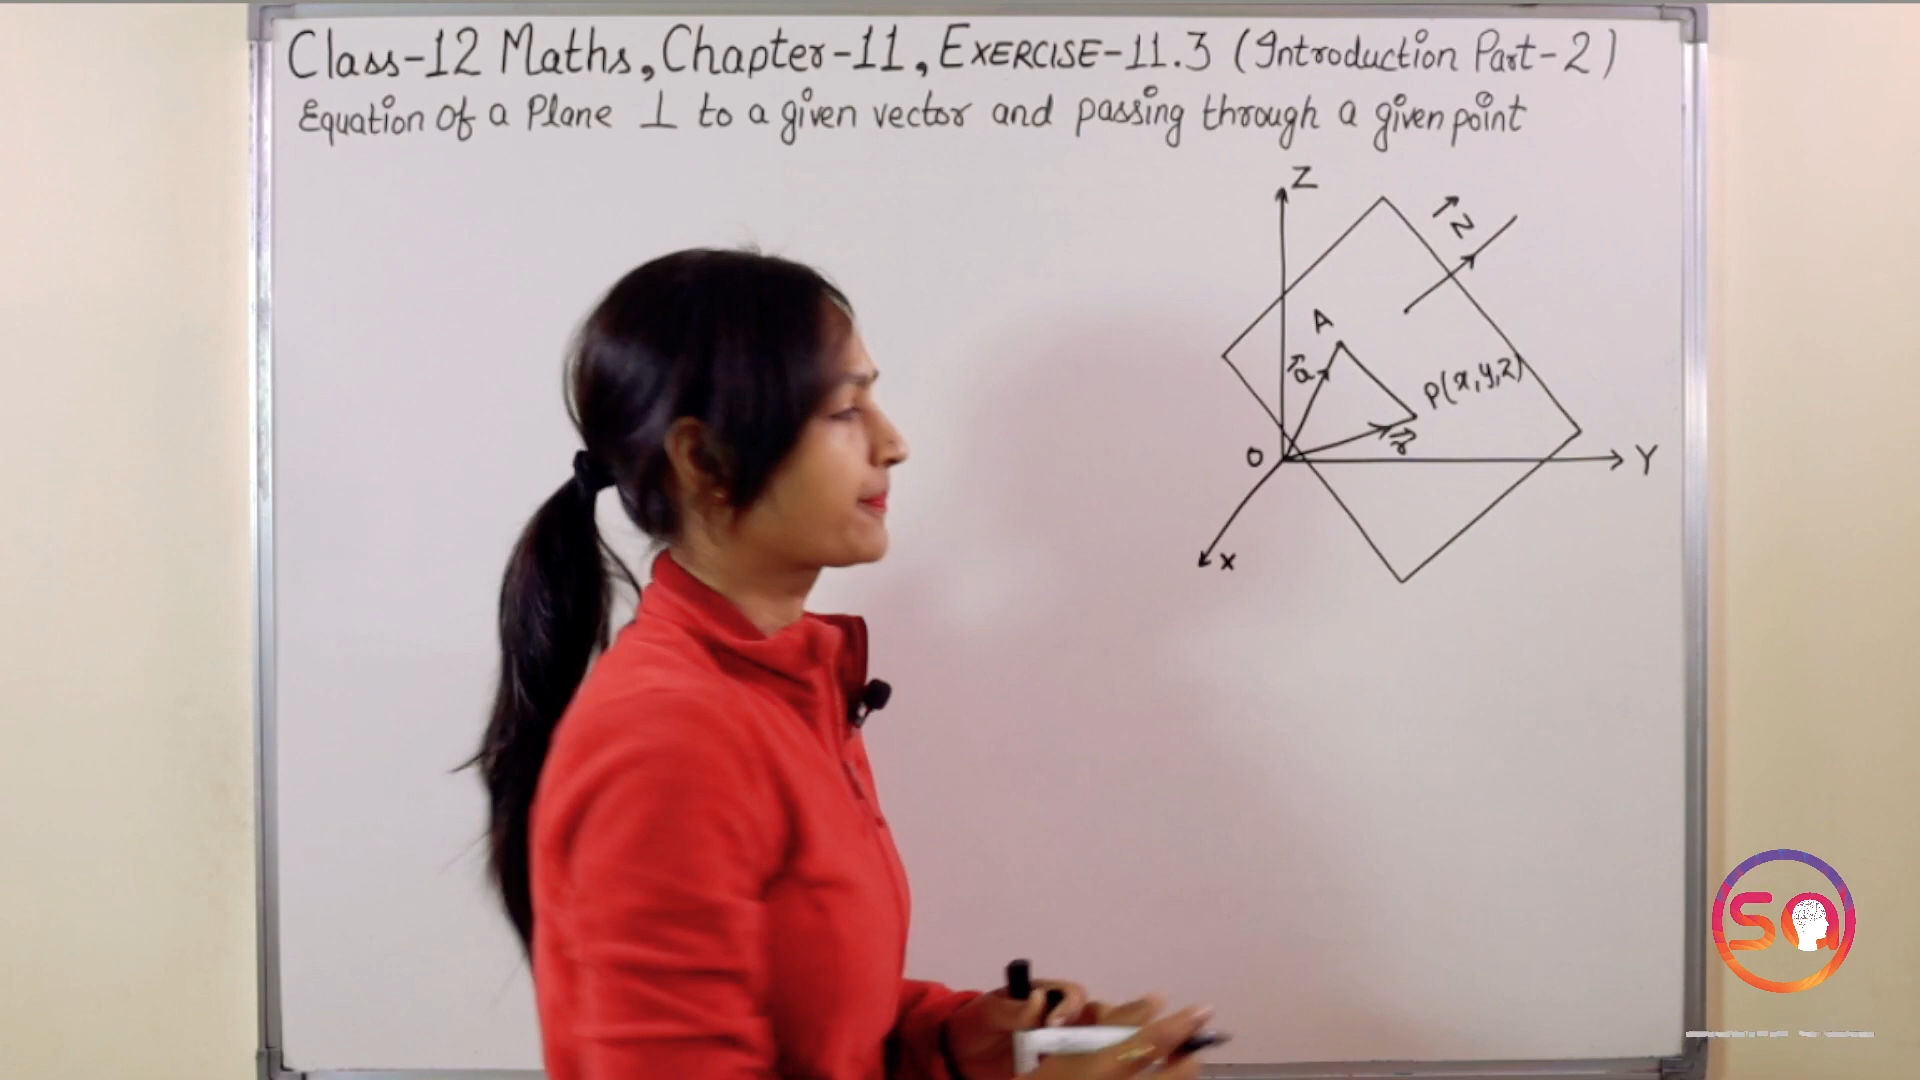 Class-12 Maths, Chapter-11, EXERCISE-11.3 (Introduction Part-2)
Equation of a Plane ⊥ to a given vector and passing through a given point
Z
N
A
a
P(x,y,z)
r
O
Y
X
SA